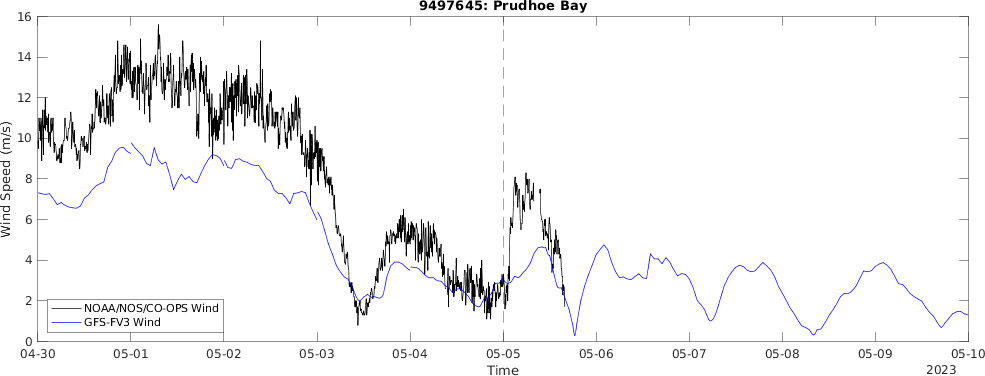 9497645: Prudhoe Bay
Wind Speed (m/s)
16
14
12
10
8
6
4
2
0
NOAA/NOS/CO-OPS Wind
GFS-FV3 Wind
04-30 05-01 05-02 05-03 05-04 05-05 05-06 05-07 05-08 05-09 05-10
Time
2023